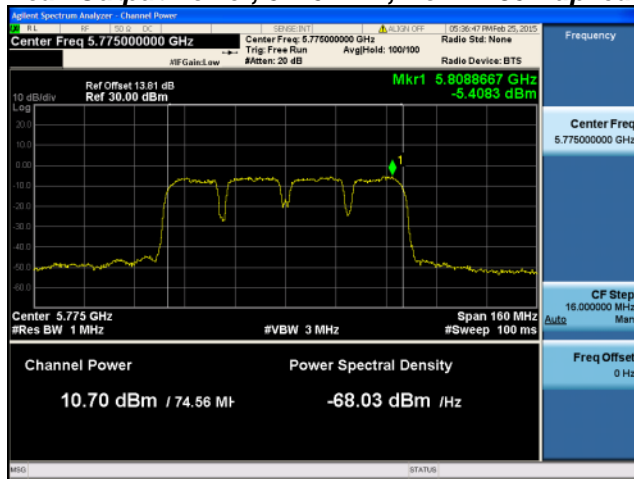 Agilent Spectrum Analyzer - Channel Power
RL RF 50 Ω DC SENSE:INT ALIGN OFF 05:36:47 PM Feb 25, 2015
Center Freq 5.775000000 GHz Center Freq: 5.775000000 GHz Radio Std: None
Trig: Free Run Avg|Hold: 100/100
#IFGain:Low #Atten: 20 dB Radio Device: BTS
Frequency
Mkr1 5.8088667 GHz
Ref Offset 13.81 dB
10 dB/div Ref 30.00 dBm -5.4083 dBm
Log
20.0
10.0
0.00
-10.0
-20.0
-30.0
-40.0
-50.0
-60.0
1
Center 5.775 GHz Span 160 MHz
#Res BW 1 MHz #VBW 3 MHz #Sweep 100 ms
Channel Power Power Spectral Density
10.70 dBm / 74.56 MH -68.03 dBm /Hz
Center Freq
5.775000000 GHz
CF Step
16.000000 MHz
Auto Man
Freq Offset
0 Hz
MSG STATUS